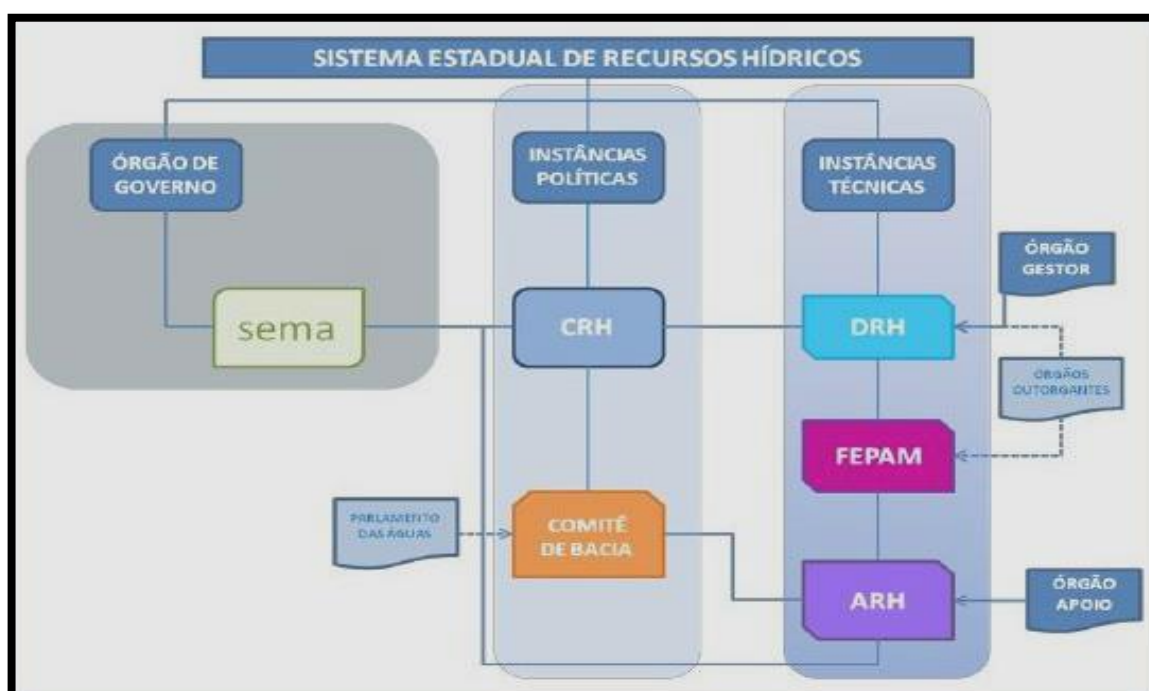 SISTEMA ESTADUAL DE RECURSOS HÍDRICOS
ÓRGÃO DE
GOVERNO
INSTÂNCIAS
POLÍTICAS
INSTÂNCIAS
TÉCNICAS
ÓRGÃO
GESTOR
sema
CRH
DRH
ÓRGÃOS
OUTORGANTES
FEPAM
PARLAMENTO
DAS ÁGUAS
COMITÊ
DE BACIA
ARH
ÓRGÃO
APOIO